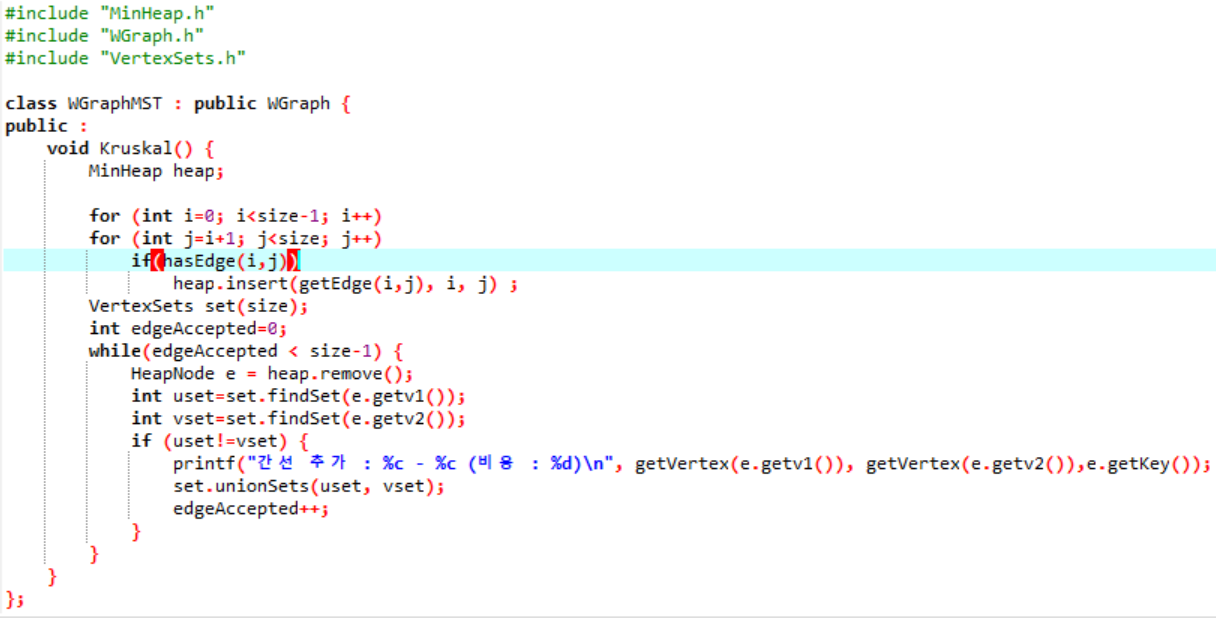 #include "MinHeap.h"
#include "WGraph.h"
#include "VertexSets.h"
class WGraphMST : public WGraph {
public :
void Kruskal() {
MinHeap heap;
for (int i=0; i<size-1; i++)
for (int j=i+1; j<size; j++)
if(hasEdge(i,j))
heap.insert(getEdge(i,j), i, j) ;
VertexSets set(size);
int edgeAccepted=0;
while(edgeAccepted < size-1) {
HeapNode e = heap.remove();
int uset=set.findSet(e.getv1());
int vset=set.findSet(e.getv2());
if (uset!=vset) {
printf("간선 추가 : %c - %c (비용 : %d)\n", getVertex(e.getv1()), getVertex(e.getv2()),e.getKey());
set.unionSets(uset, vset);
edgeAccepted++;
}
}
}
};